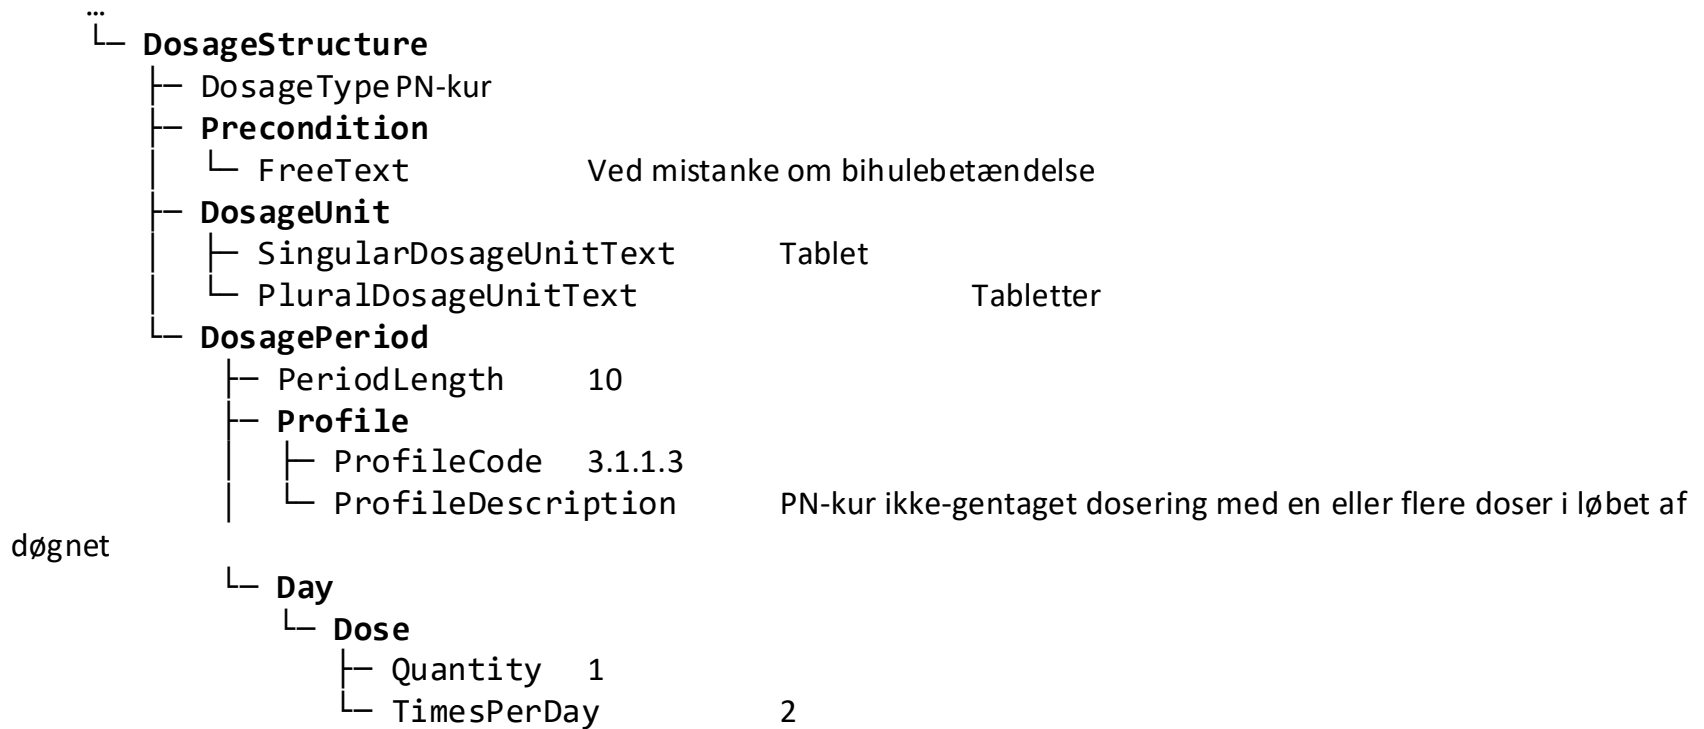 …
└─ DosageStructure
├─ DosageType PN-kur
├─ Precondition
│ └─ FreeText Ved mistanke om bihulebetændelse
├─ DosageUnit
│ ├─ SingularDosageUnitText Tablet
│ └─ PluralDosageUnitText Tabletter
└─ DosagePeriod
├─ PeriodLength 10
├─ Profile
│ ├─ ProfileCode 3.1.1.3
│ └─ ProfileDescription PN-kur ikke-gentaget dosering med en eller flere doser i løbet af
døgnet
└─ Day
└─ Dose
├─ Quantity 1
└─ TimesPerDay 2